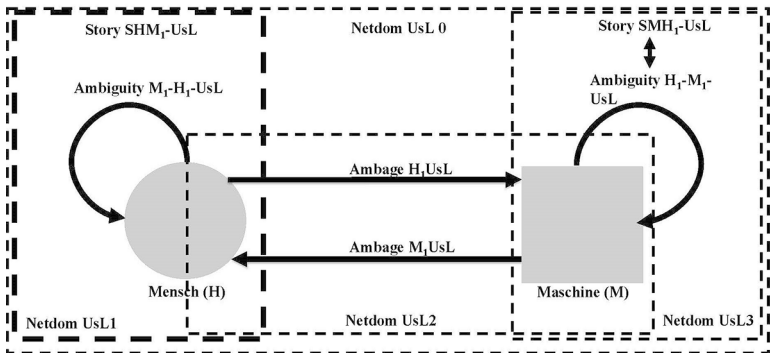 Story SHM₁-UsL
Netdom UsL 0
Story SMH₁-UsL
Ambiguity M₁-H₁-UsL
Ambiguity H₁-M₁-
UsL
Ambage H₁UsL
Ambage M₁UsL
Mensch (H)
Maschine (M)
Netdom UsL1
Netdom UsL2
Netdom UsL3